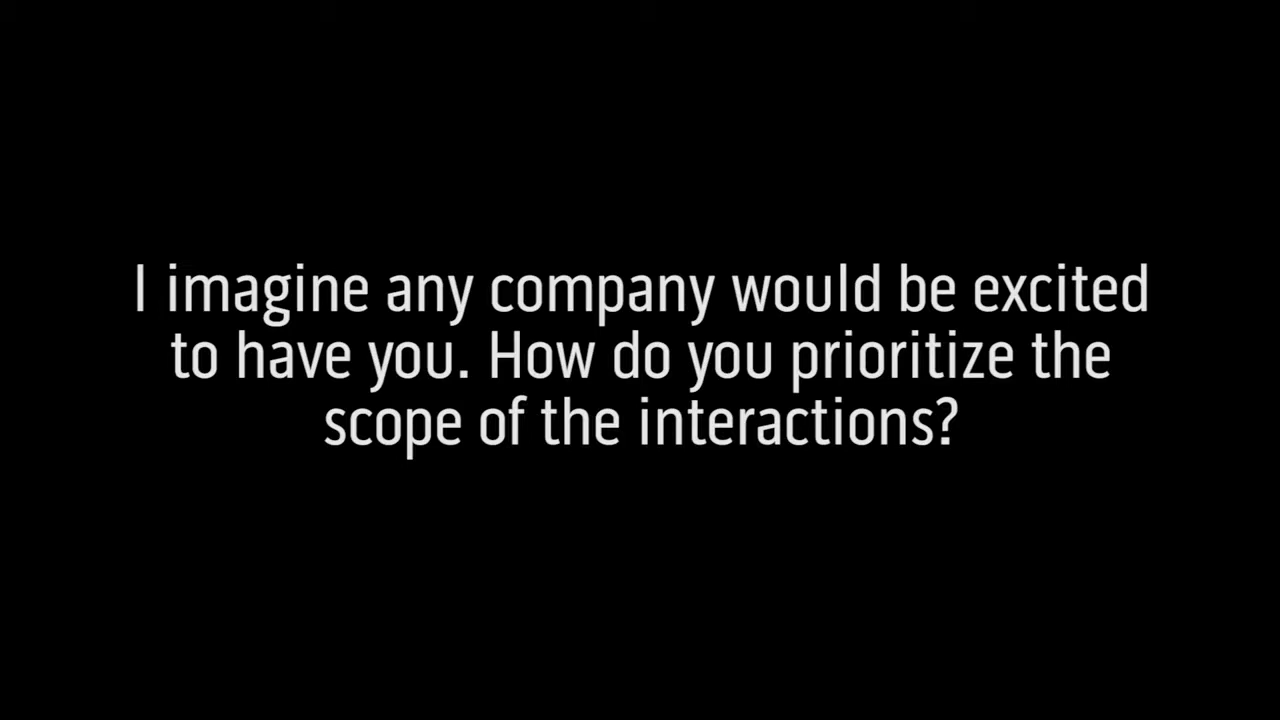 I imagine any company would be excited
to have you. How do you prioritize the
scope of the interactions?